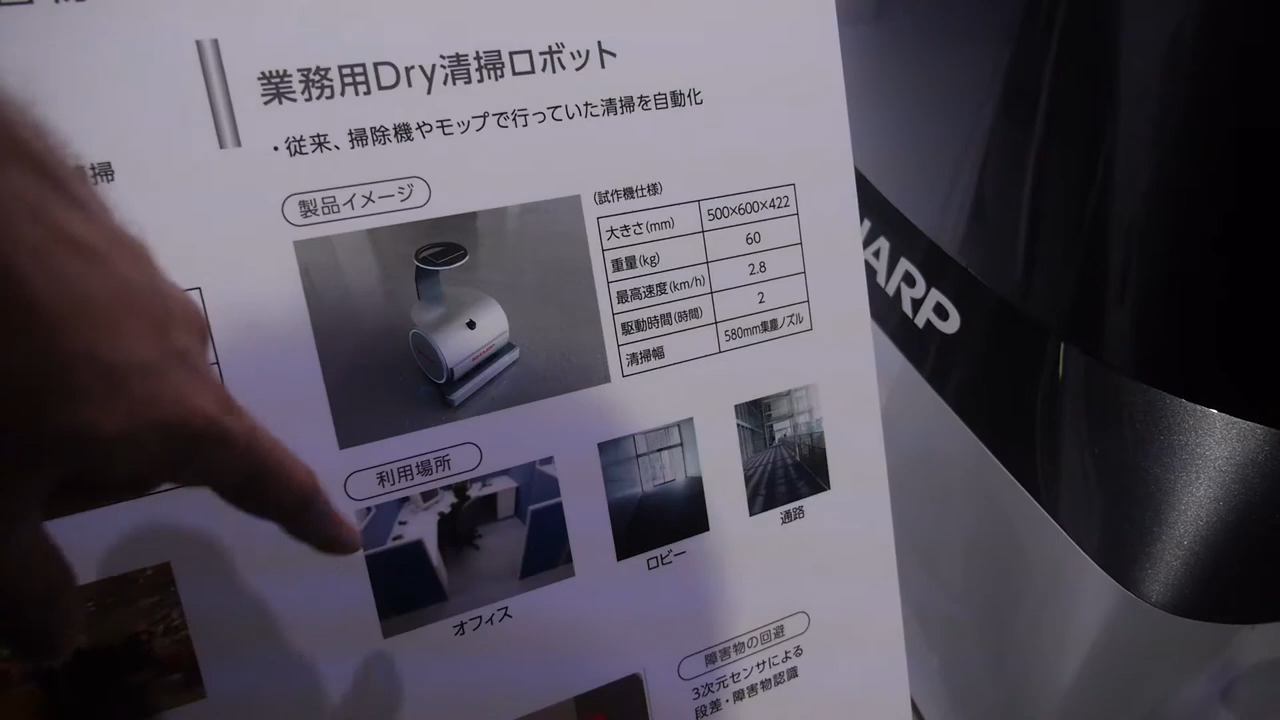 業務用Dry清掃ロボット
・従来、掃除機やモップで行っていた清掃を自動化
掃
製品イメージ
(試作機仕様)
大きさ(mm) 500×600×422
重量(kg) 60
最高速度(km/h) 2.8
駆動時間(時間) 2
清掃幅 580mm集塵ノズル
利用場所
オフィス
ロビー
通路
障害物の回避
3次元センサによる
段差・障害物認識
ARP